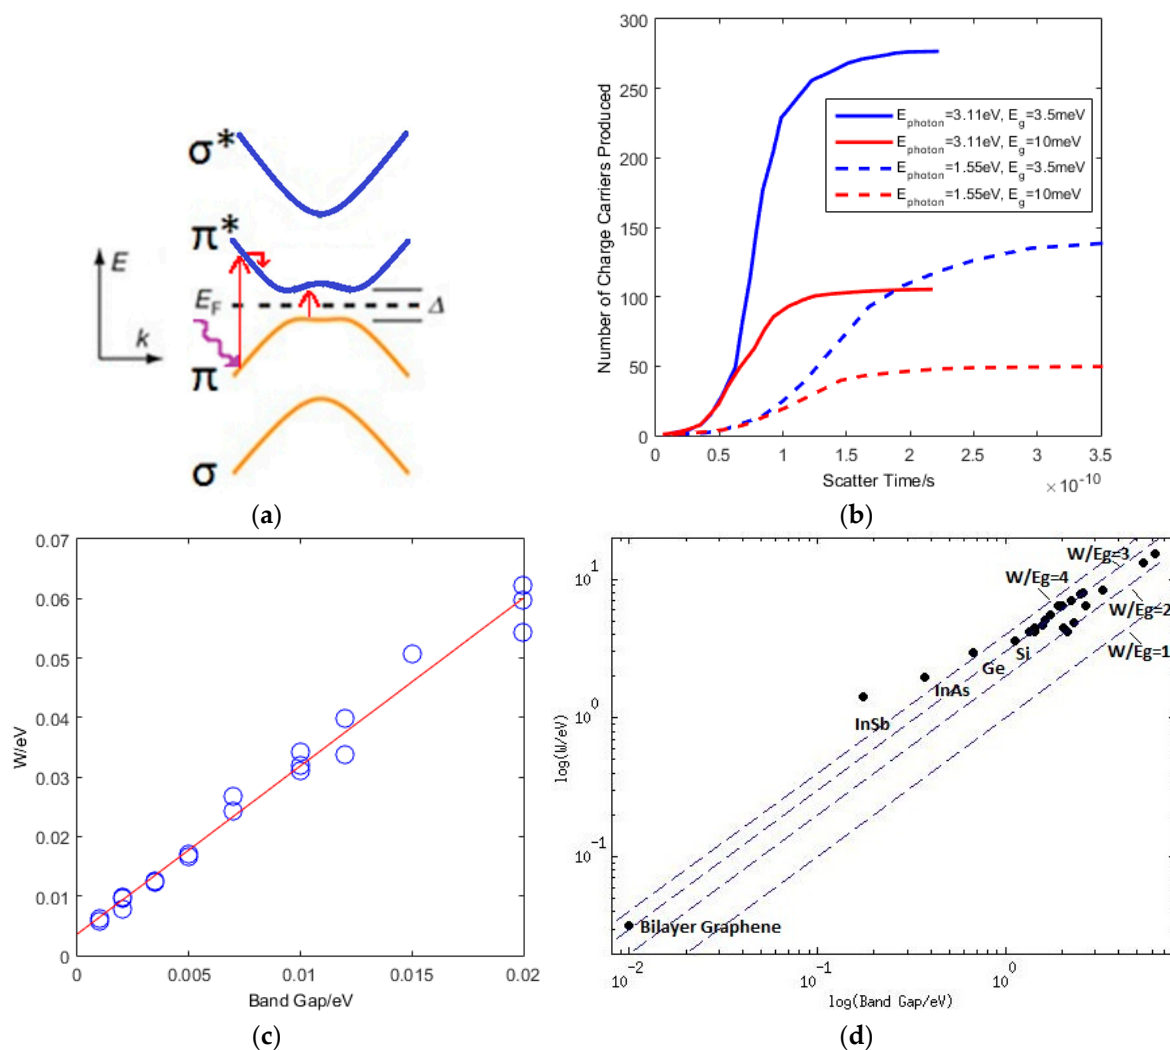 σ*
π*
E
E_F
Δ
k
π
σ
(a)
300
250
200
150
100
50
0
Number of Charge Carriers Produced
E_photon=3.11eV, E_g=3.5meV
E_photon=3.11eV, E_g=10meV
E_photon=1.55eV, E_g=3.5meV
E_photon=1.55eV, E_g=10meV
0 0.5 1 1.5 2 2.5 3 3.5
Scatter Time/s
×10^-10
(b)
0.07
0.06
0.05
0.04
0.03
0.02
0.01
0
W/eV
0 0.005 0.01 0.015 0.02
Band Gap/eV
(c)
10^1
10^0
10^-1
log(W/eV)
W/Eg=3
W/Eg=4
W/Eg=2
W/Eg=1
Si
Ge
InAs
InSb
Bilayer Graphene
10^-2 10^-1 10^0
log(Band Gap/eV)
(d)